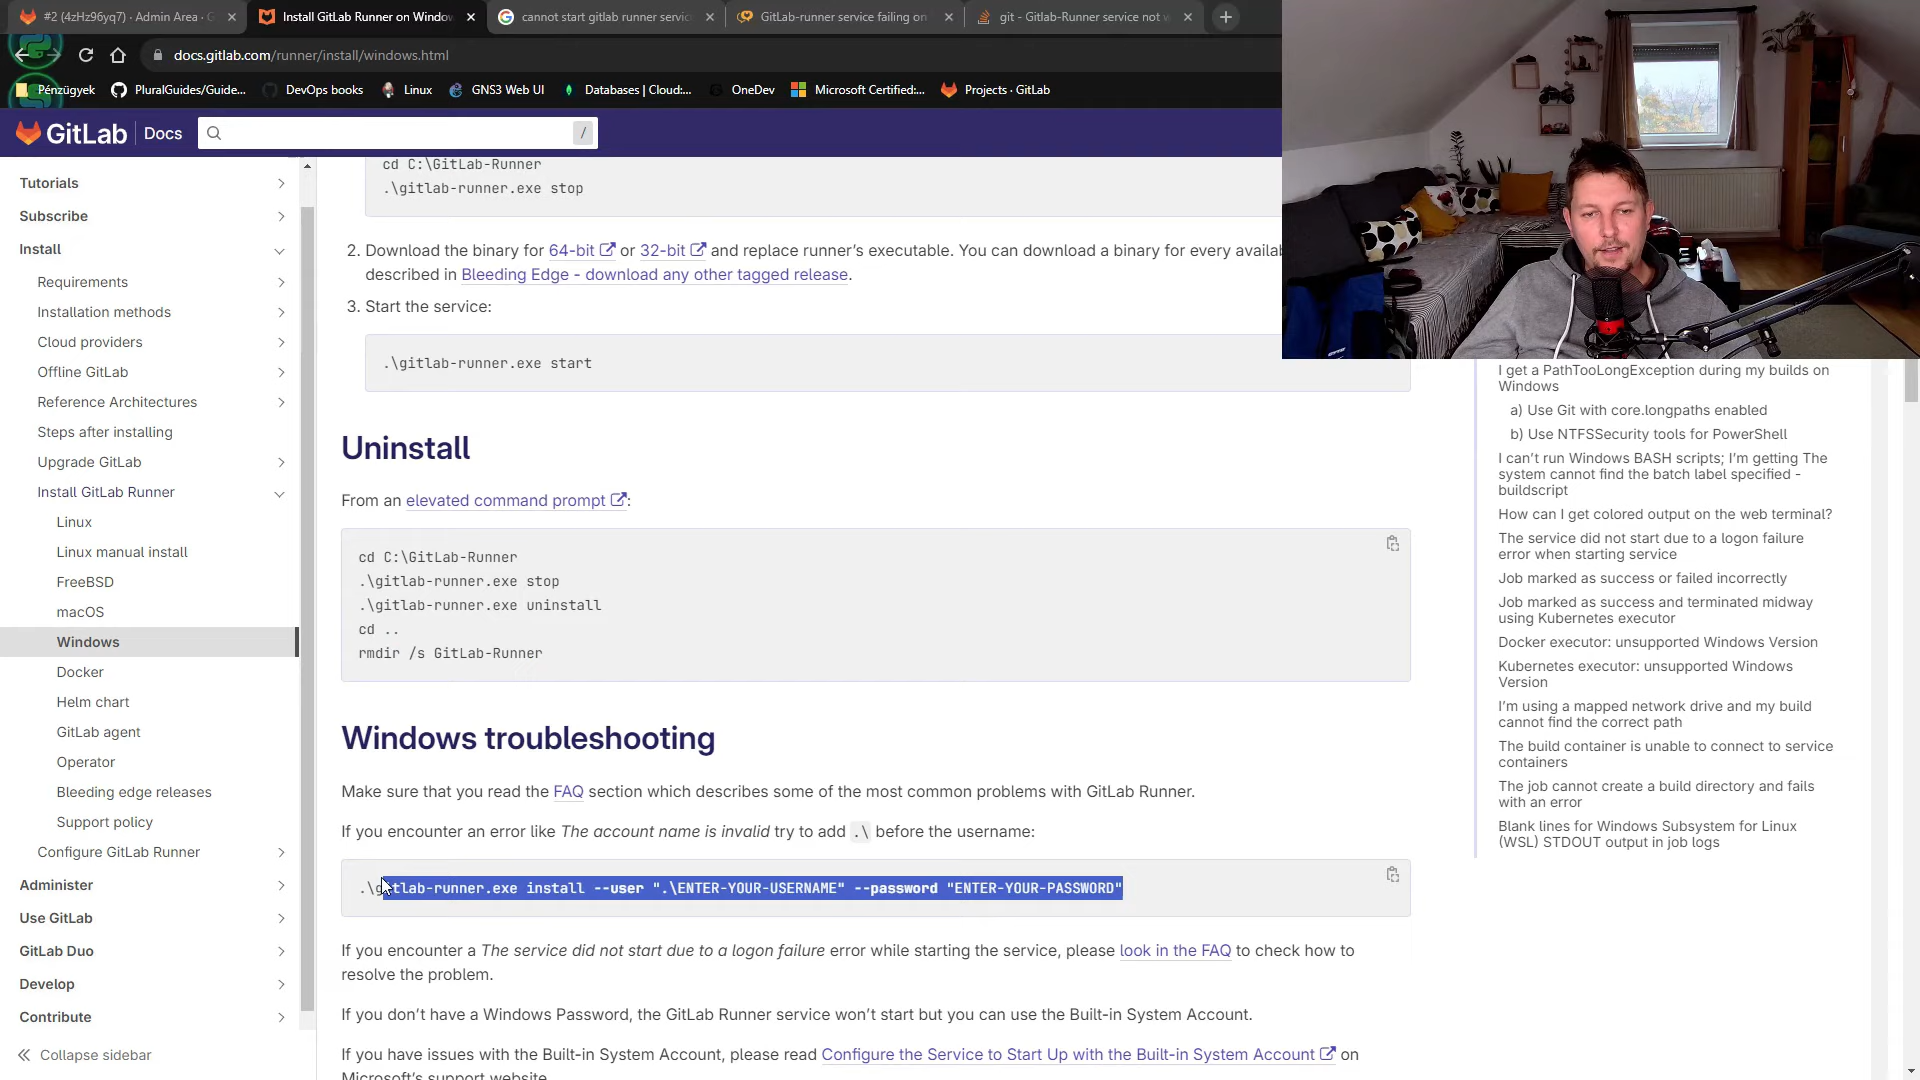 #2 (4zHz96yq7) · Admin Area · G
Install GitLab Runner on Window
cannot start gitlab runner servic
GitLab-runner service failing on
git - Gitlab-Runner service not w
docs.gitlab.com/runner/install/windows.html
Pénzügyek
PluralGuides/Guide...
DevOps books
Linux
GNS3 Web UI
Databases | Cloud:...
OneDev
Microsoft Certified:...
Projects · GitLab
GitLab
Docs
/
Tutorials
Subscribe
Install
Requirements
Installation methods
Cloud providers
Offline GitLab
Reference Architectures
Steps after installing
Upgrade GitLab
Install GitLab Runner
Linux
Linux manual install
FreeBSD
macOS
Windows
Docker
Helm chart
GitLab agent
Operator
Bleeding edge releases
Support policy
Configure GitLab Runner
Administer
Use GitLab
GitLab Duo
Develop
Contribute
Collapse sidebar
cd C:\GitLab-Runner
.\gitlab-runner.exe stop
2. Download the binary for 64-bit or 32-bit and replace runner's executable. You can download a binary for every availa
described in Bleeding Edge - download any other tagged release.
3. Start the service:
.\gitlab-runner.exe start
Uninstall
From an elevated command prompt:
cd C:\GitLab-Runner
.\gitlab-runner.exe stop
.\gitlab-runner.exe uninstall
cd ..
rmdir /s GitLab-Runner
Windows troubleshooting
Make sure that you read the FAQ section which describes some of the most common problems with GitLab Runner.
If you encounter an error like The account name is invalid try to add .\ before the username:
.\gitlab-runner.exe install --user ".\ENTER-YOUR-USERNAME" --password "ENTER-YOUR-PASSWORD"
If you encounter a The service did not start due to a logon failure error while starting the service, please look in the FAQ to check how to
resolve the problem.
If you don't have a Windows Password, the GitLab Runner service won't start but you can use the Built-in System Account.
If you have issues with the Built-in System Account, please read Configure the Service to Start Up with the Built-in System Account on
Microsoft's support website.
I get a PathTooLongException during my builds on
Windows
a) Use Git with core.longpaths enabled
b) Use NTFSSecurity tools for PowerShell
I can't run Windows BASH scripts; I'm getting The
system cannot find the batch label specified -
buildscript
How can I get colored output on the web terminal?
The service did not start due to a logon failure
error when starting service
Job marked as success or failed incorrectly
Job marked as success and terminated midway
using Kubernetes executor
Docker executor: unsupported Windows Version
Kubernetes executor: unsupported Windows
Version
I'm using a mapped network drive and my build
cannot find the correct path
The build container is unable to connect to service
containers
The job cannot create a build directory and fails
with an error
Blank lines for Windows Subsystem for Linux
(WSL) STDOUT output in job logs